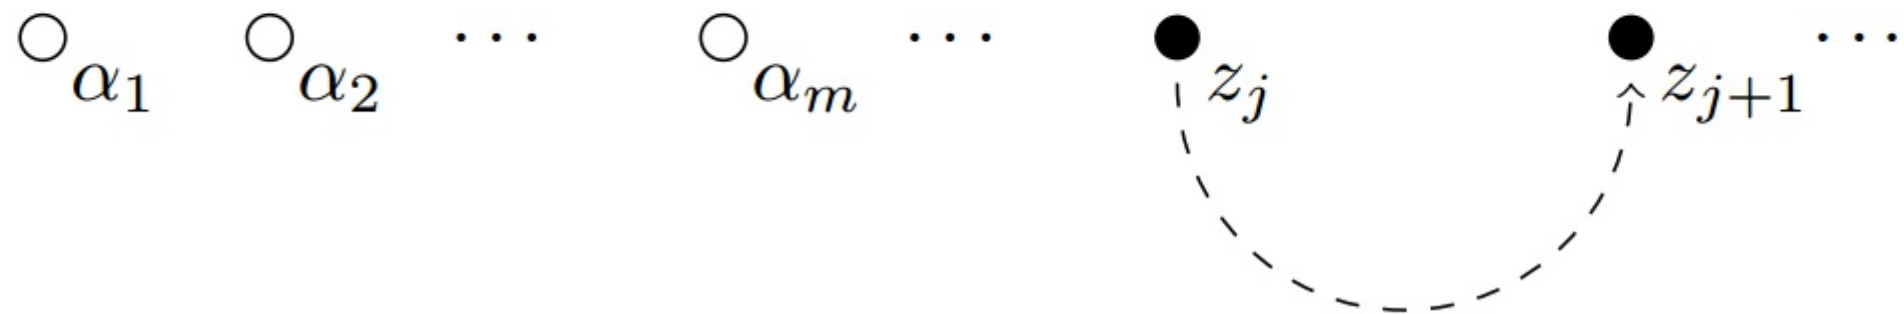 α₁ α₂ ⋯ αₘ ⋯ zⱼ zⱼ₊₁ ⋯